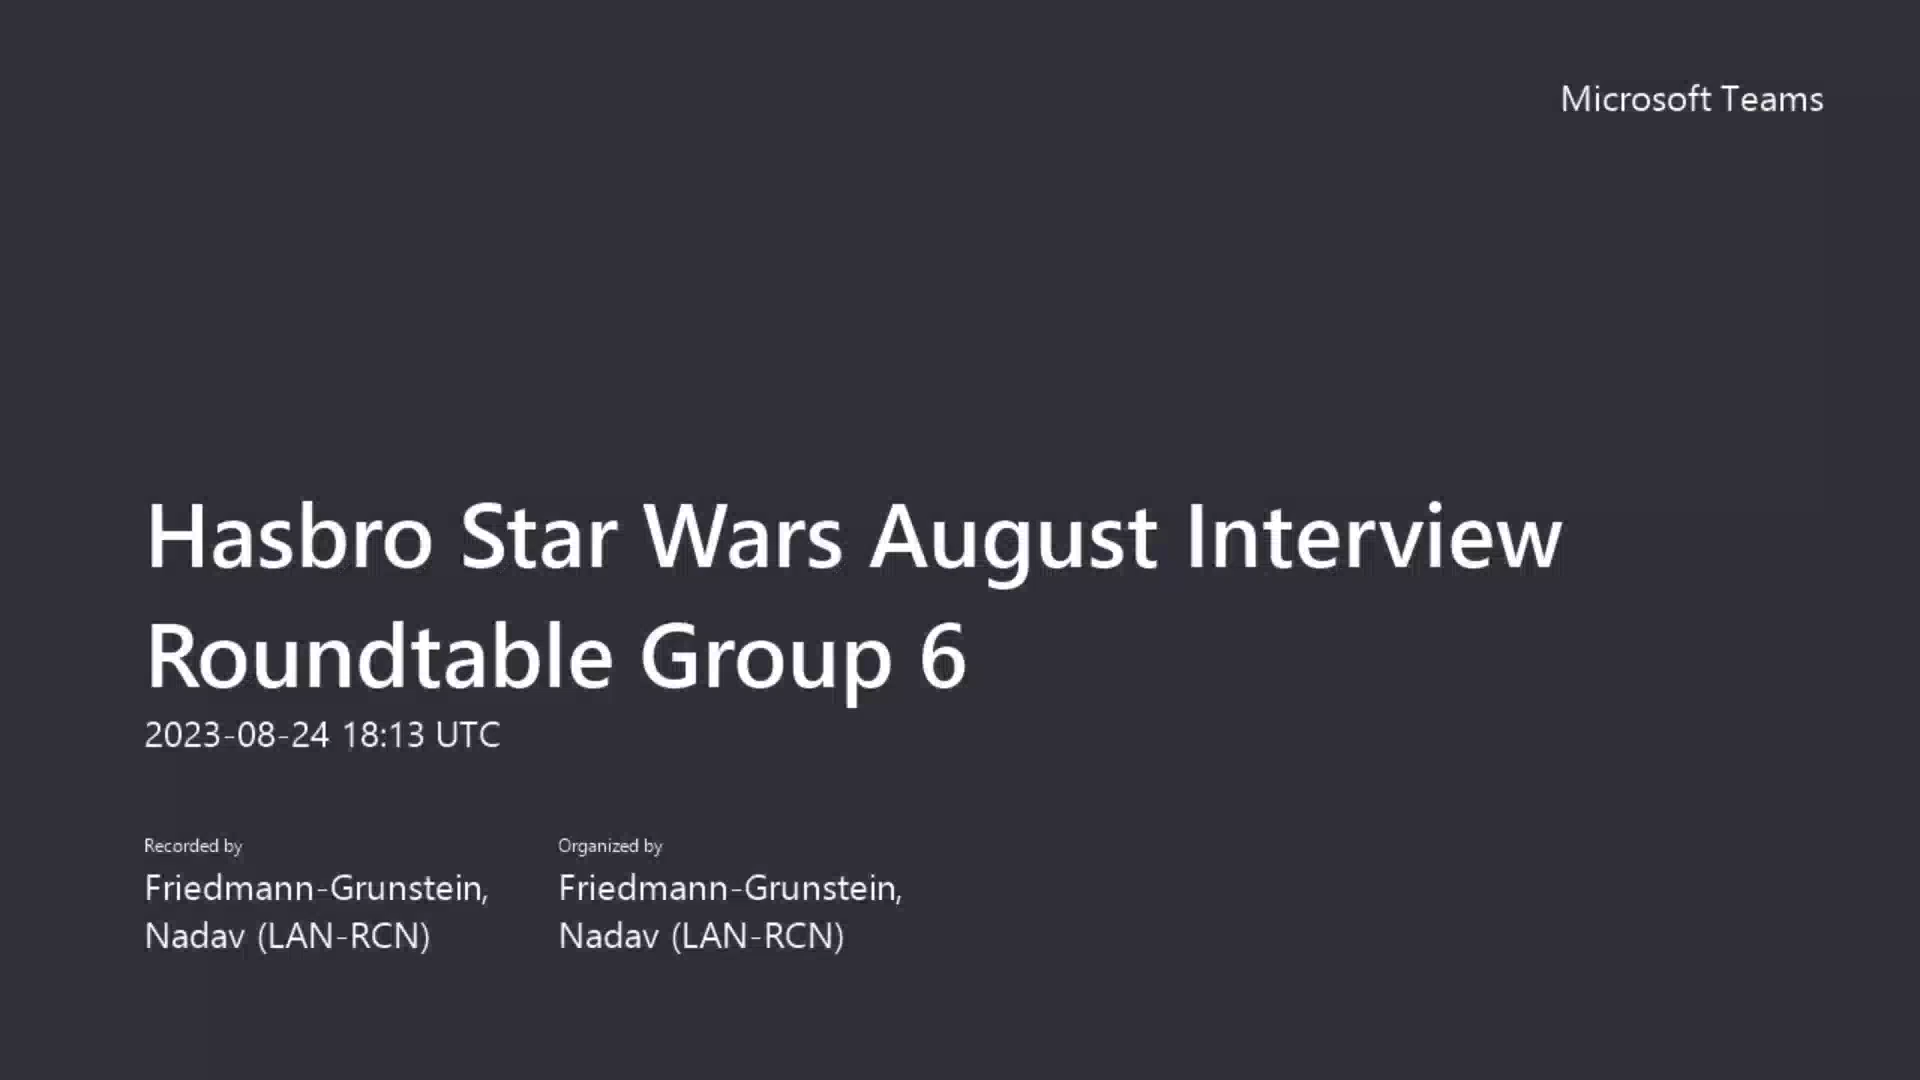 Microsoft Teams
Hasbro Star Wars August Interview
Roundtable Group 6
2023-08-24 18:13 UTC
Recorded by
Friedmann-Grunstein,
Nadav (LAN-RCN)
Organized by
Friedmann-Grunstein,
Nadav (LAN-RCN)